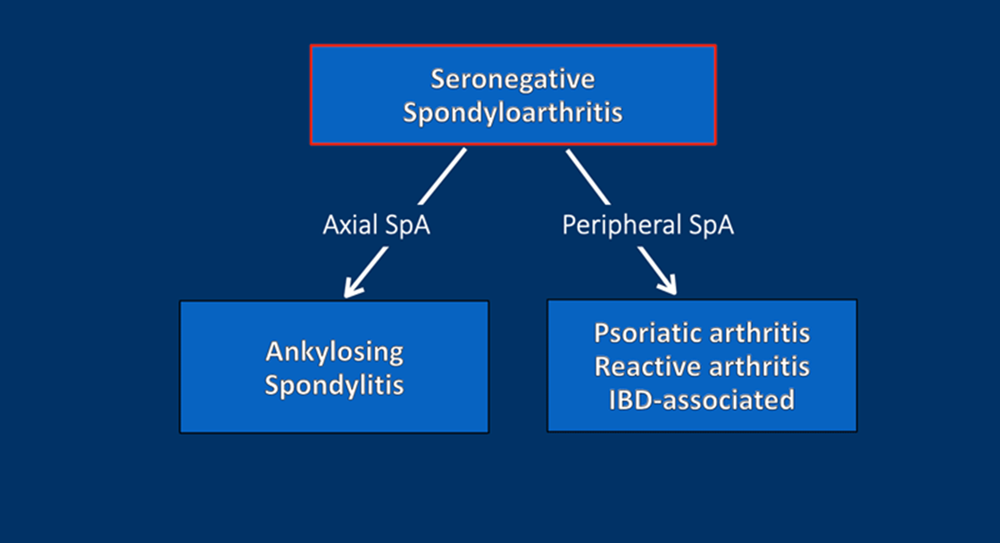 Seronegative
Spondyloarthritis
Axial SpA
Peripheral SpA
Ankylosing
Spondylitis
Psoriatic arthritis
Reactive arthritis
IBD-associated